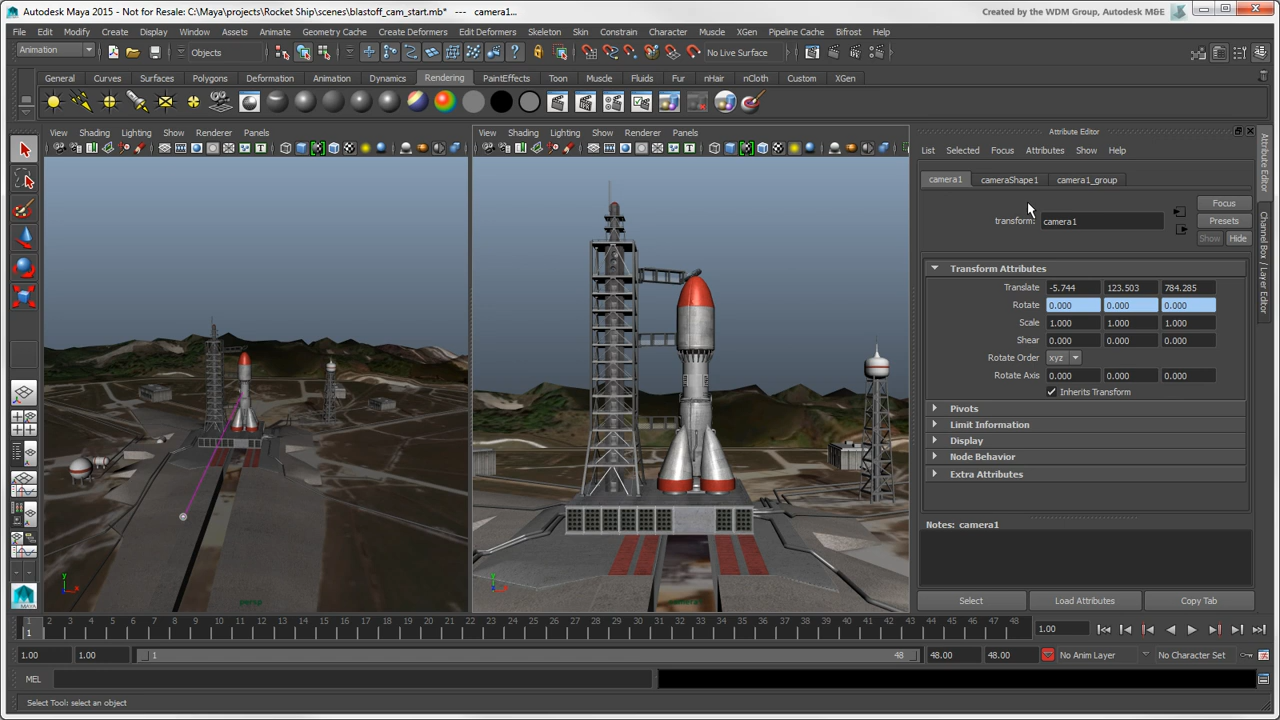 Autodesk Maya 2015 - Not for Resale: C:\Maya\projects\Rocket Ship\scenes\blastoff_cam_start.mb* --- camera1...
Created by the WDM Group, Autodesk M&E
File Edit Modify Create Display Window Assets Animate Geometry Cache Create Deformers Edit Deformers Skeleton Skin Constrain Character Muscle XGen Pipeline Cache Bifrost Help
Animation Objects No Live Surface
General Curves Surfaces Polygons Deformation Animation Dynamics Rendering PaintEffects Toon Muscle Fluids Fur nHair nCloth Custom XGen
View Shading Lighting Show Renderer Panels
View Shading Lighting Show Renderer Panels
Attribute Editor
List Selected Focus Attributes Show Help
camera1 cameraShape1 camera1_group
Focus
transform: camera1 Presets
Show Hide
Transform Attributes
Translate -5.744 123.503 784.285
Rotate 0.000 0.000 0.000
Scale 1.000 1.000 1.000
Shear 0.000 0.000 0.000
Rotate Order xyz
Rotate Axis 0.000 0.000 0.000
Inherits Transform
Pivots
Limit Information
Display
Node Behavior
Extra Attributes
Notes: camera1
Select Load Attributes Copy Tab
Attribute Editor
Channel Box / Layer Editor
y
x
persp
MAYA
1 2 3 4 5 6 7 8 9 10 11 12 13 14 15 16 17 18 19 20 21 22 23 24 25 26 27 28 29 30 31 32 33 34 35 36 37 38 39 40 41 42 43 44 45 46 47 48
1 1.00
1.00 1.00 1 48 48.00 48.00 No Anim Layer No Character Set
MEL
Select Tool: select an object